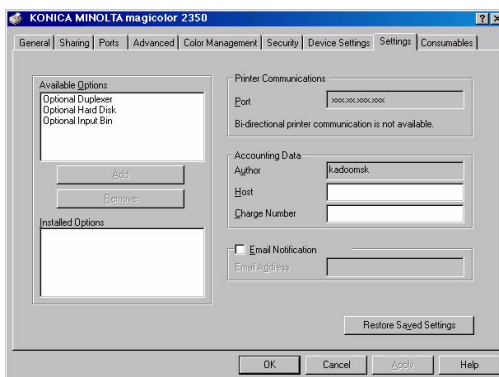 KONICA MINOLTA magicolor 2350
General Sharing Ports Advanced Color Management Security Device Settings Settings Consumables
Available Options
Optional Duplexer
Optional Hard Disk
Optional Input Bin
Add
Remove
Installed Options
Printer Communications
Port xxx.xx.xxx.xxx
Bi-directional printer communication is not available.
Accounting Data
Author kadoomsk
Host
Charge Number
Email Notification
Email Address:
Restore Saved Settings
OK Cancel Apply Help